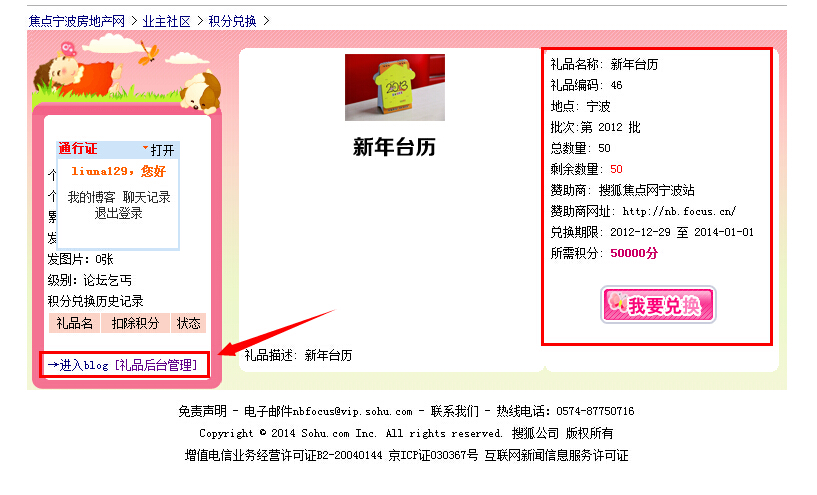 焦点宁波房地产网 > 业主社区 > 积分兑换 >
通行证 打开
liuna129，您好
我的博客 聊天记录
退出登录
个
个
累
发
发图片：0张
级别：论坛乞丐
积分兑换历史记录
礼品名 扣除积分 状态
→进入blog [礼品后台管理]
2013
新年台历
礼品描述：新年台历
礼品名称：新年台历
礼品编码：46
地点：宁波
批次:第 2012 批
总数量：50
剩余数量：50
赞助商：搜狐焦点网宁波站
赞助商网址：http://nb.focus.cn/
兑换期限：2012-12-29 至 2014-01-01
所需积分：50000分
我要兑换
免责声明 - 电子邮件nbfocus@vip.sohu.com - 联系我们 - 热线电话：0574-87750716
Copyright © 2014 Sohu.com Inc. All rights reserved. 搜狐公司 版权所有
增值电信业务经营许可证B2-20040144 京ICP证030367号 互联网新闻信息服务许可证